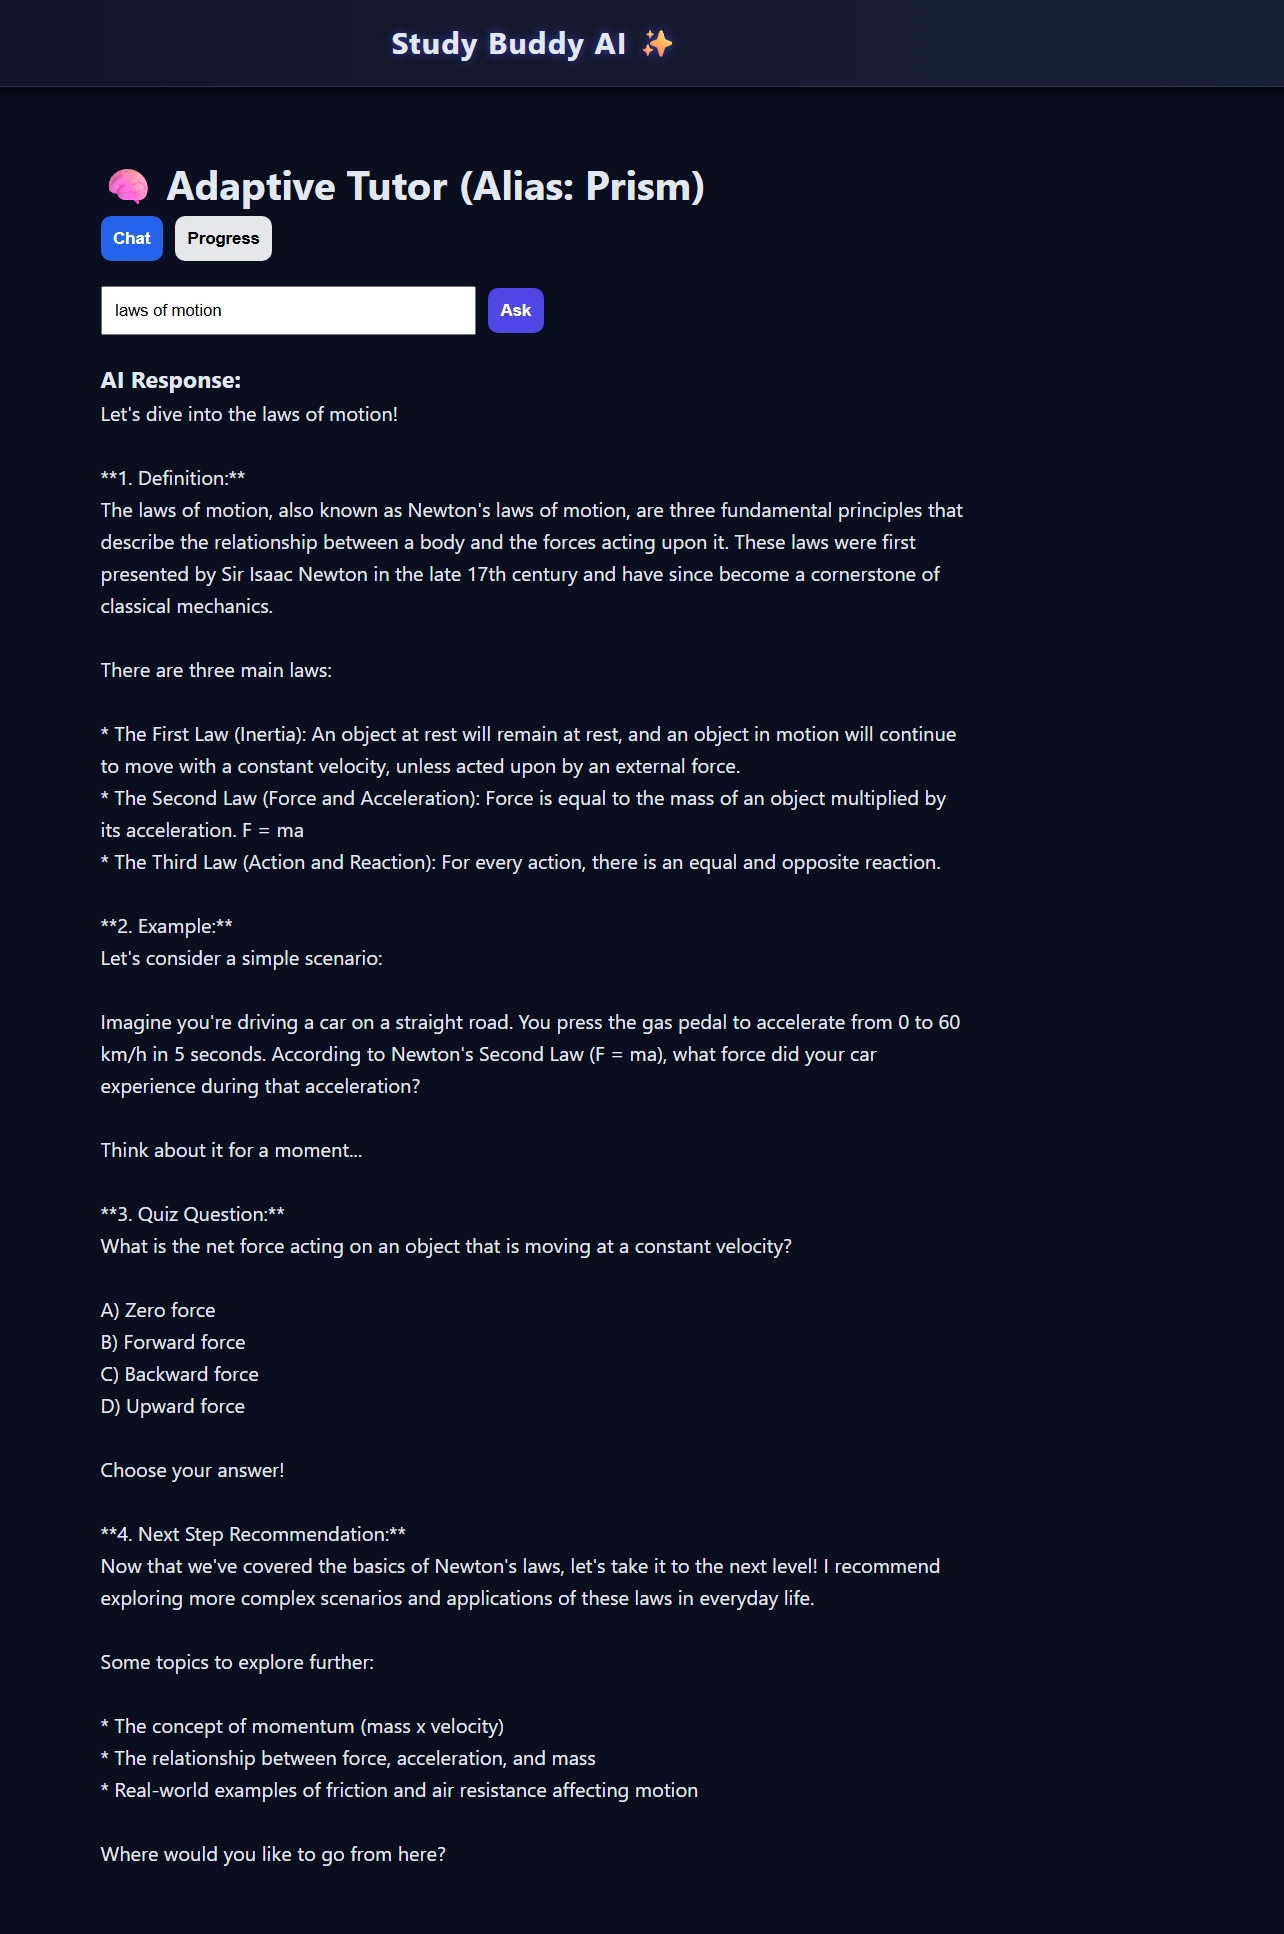 Study Buddy AI ✨
🧠 Adaptive Tutor (Alias: Prism)
Chat Progress
laws of motion Ask
AI Response:
Let's dive into the laws of motion!
**1. Definition:**
The laws of motion, also known as Newton's laws of motion, are three fundamental principles that
describe the relationship between a body and the forces acting upon it. These laws were first
presented by Sir Isaac Newton in the late 17th century and have since become a cornerstone of
classical mechanics.
There are three main laws:
* The First Law (Inertia): An object at rest will remain at rest, and an object in motion will continue
to move with a constant velocity, unless acted upon by an external force.
* The Second Law (Force and Acceleration): Force is equal to the mass of an object multiplied by
its acceleration. F = ma
* The Third Law (Action and Reaction): For every action, there is an equal and opposite reaction.
**2. Example:**
Let's consider a simple scenario:
Imagine you're driving a car on a straight road. You press the gas pedal to accelerate from 0 to 60
km/h in 5 seconds. According to Newton's Second Law (F = ma), what force did your car
experience during that acceleration?
Think about it for a moment...
**3. Quiz Question:**
What is the net force acting on an object that is moving at a constant velocity?
A) Zero force
B) Forward force
C) Backward force
D) Upward force
Choose your answer!
**4. Next Step Recommendation:**
Now that we've covered the basics of Newton's laws, let's take it to the next level! I recommend
exploring more complex scenarios and applications of these laws in everyday life.
Some topics to explore further:
* The concept of momentum (mass x velocity)
* The relationship between force, acceleration, and mass
* Real-world examples of friction and air resistance affecting motion
Where would you like to go from here?